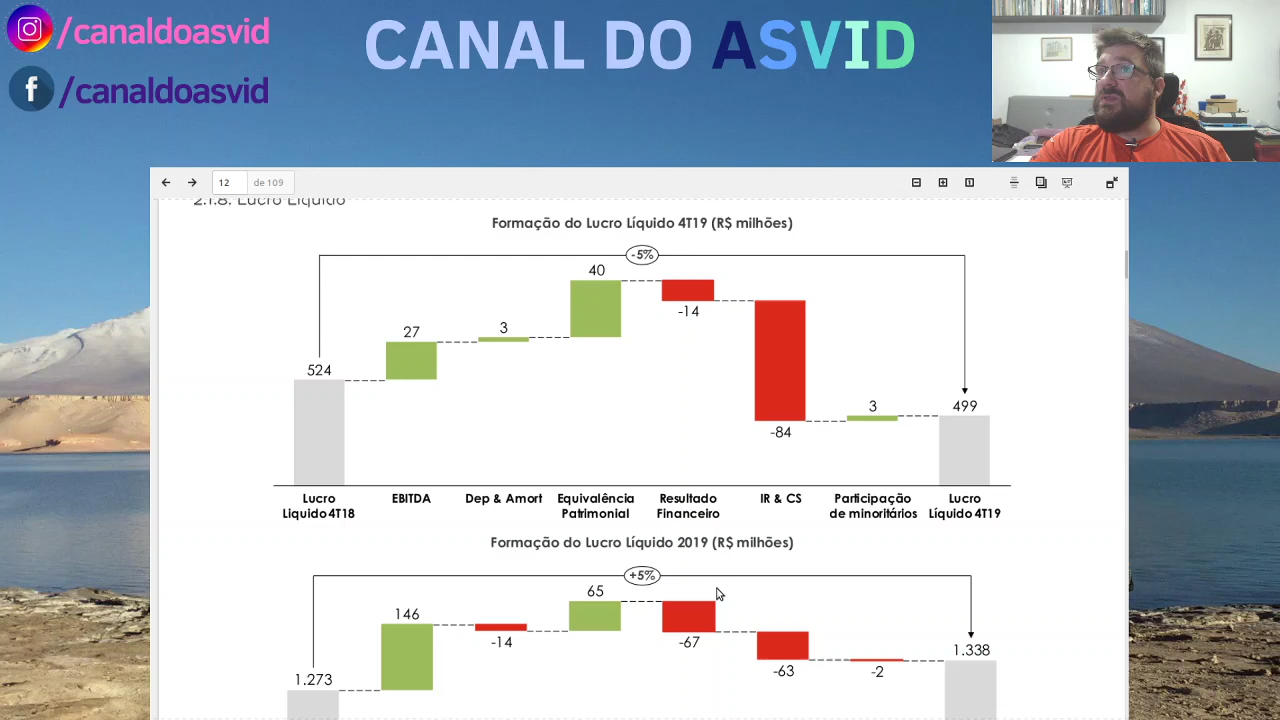 /canaldoasvid
f /canaldoasvid
CANAL DO ASVID
12 de 109
2.1.8. Lucro Líquido
Formação do Lucro Líquido 4T19 (R$ milhões)
-5%
524
27
3
40
-14
-84
3
499
Lucro Liquido 4T18
EBITDA
Dep & Amort
Equivalência Patrimonial
Resultado Financeiro
IR & CS
Participação de minoritários
Lucro Líquido 4T19
Formação do Lucro Líquido 2019 (R$ milhões)
+5%
1.273
146
-14
65
-67
-63
-2
1.338